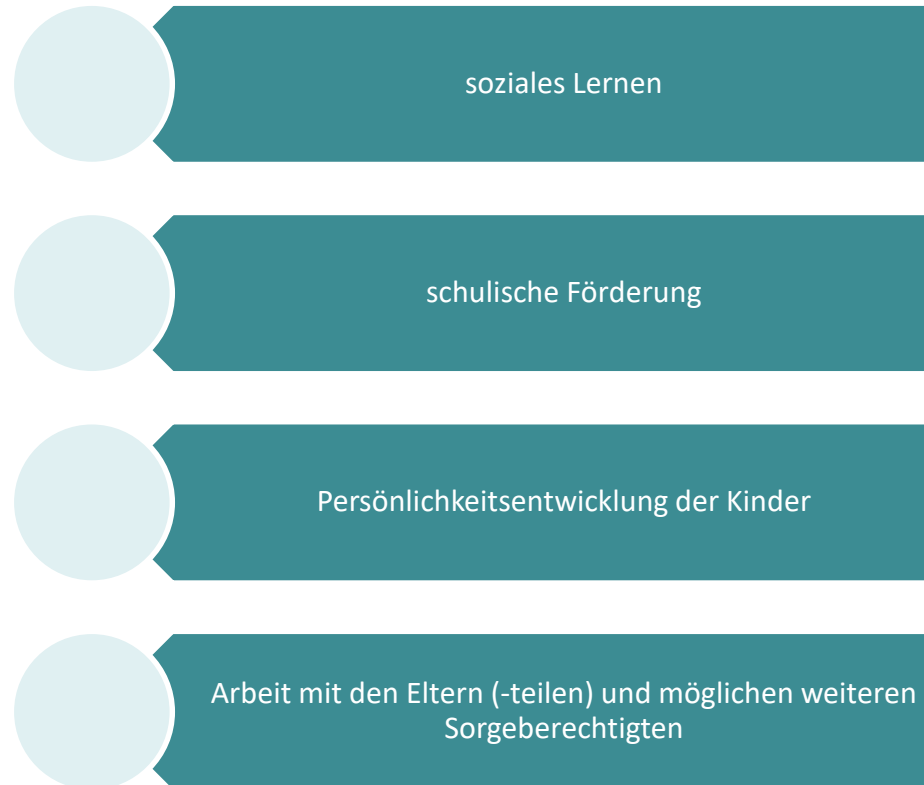 soziales Lernen
schulische Förderung
Persönlichkeitsentwicklung der Kinder
Arbeit mit den Eltern (-teilen) und möglichen weiteren
Sorgeberechtigten